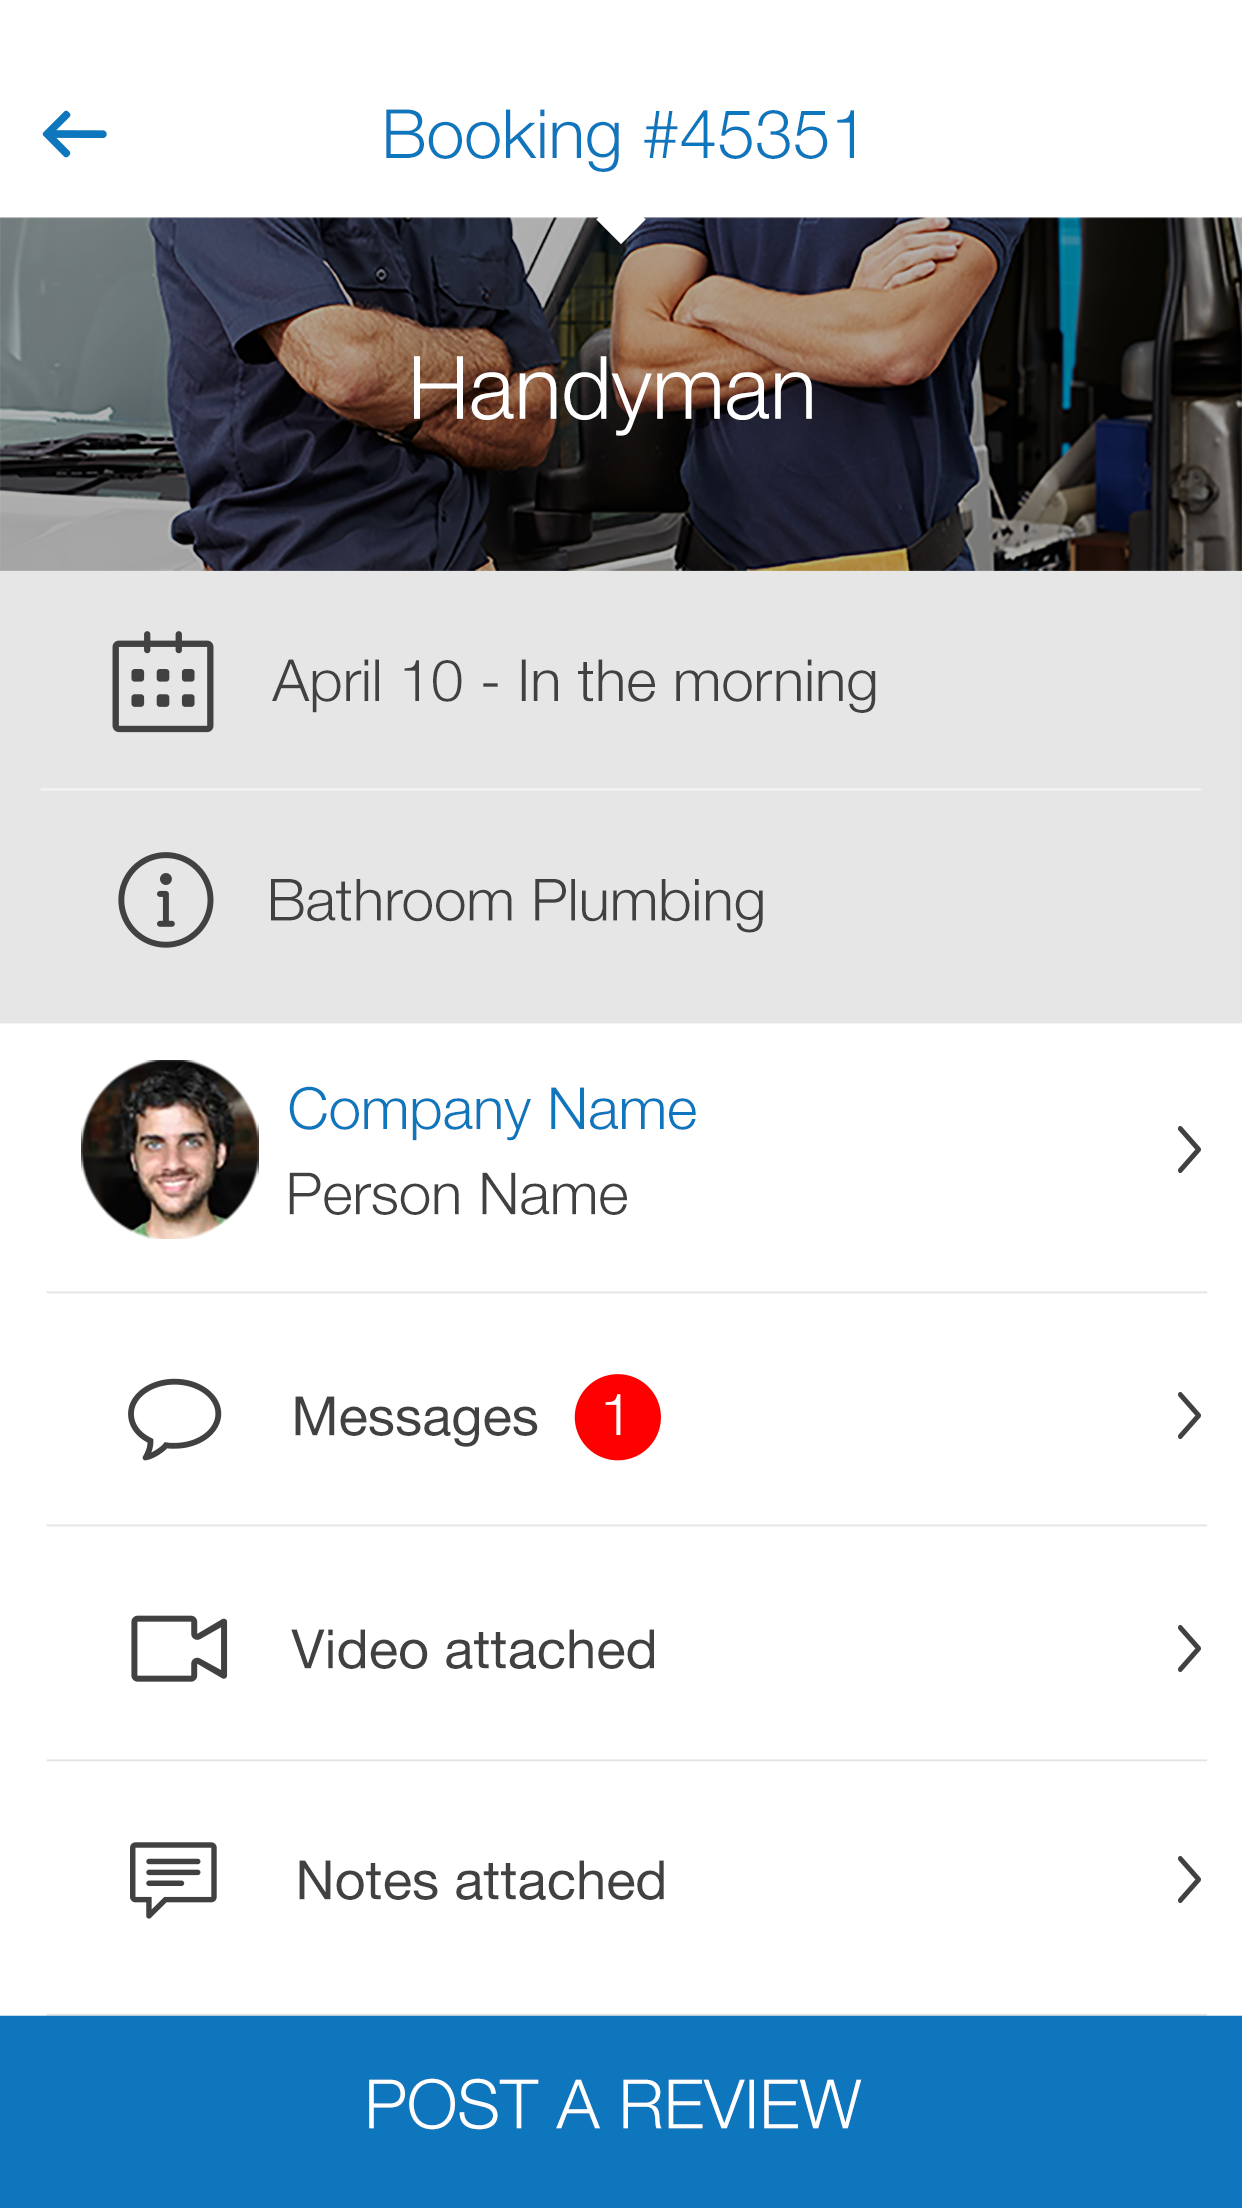 Booking #45351
Handyman
April 10 - In the morning
Bathroom Plumbing
Company Name
Person Name
Messages 1
Video attached
Notes attached
POST A REVIEW